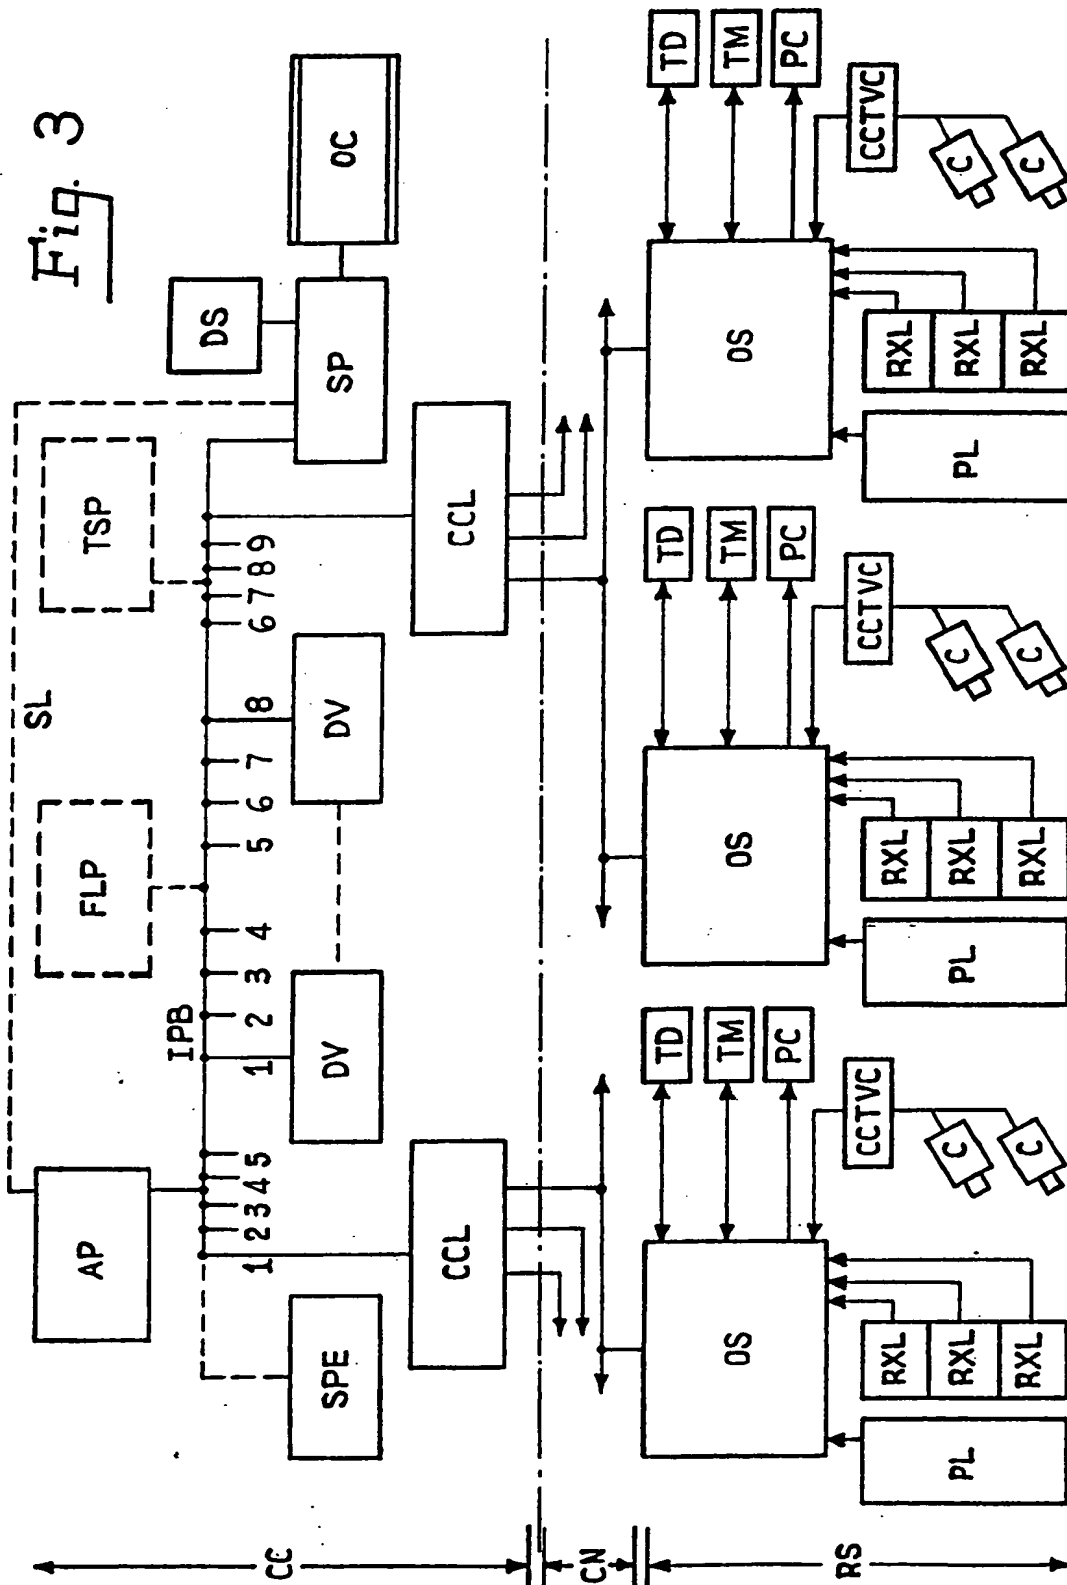 Fig. 3
AP
SL
FLP
TSP
DS
IPB
SPE
1 2 3 4 5
1 2 3 4
5 6 7 8
6 7 8 9
DV
DV
SP
OC
CCL
CCL
CC
CN
RS
OS
TD
TM
PC
CCTVC
C
C
RXL
RXL
RXL
PL
OS
TD
TM
PC
CCTVC
C
C
RXL
RXL
RXL
PL
OS
TD
TM
PC
CCTVC
C
C
RXL
RXL
RXL
PL